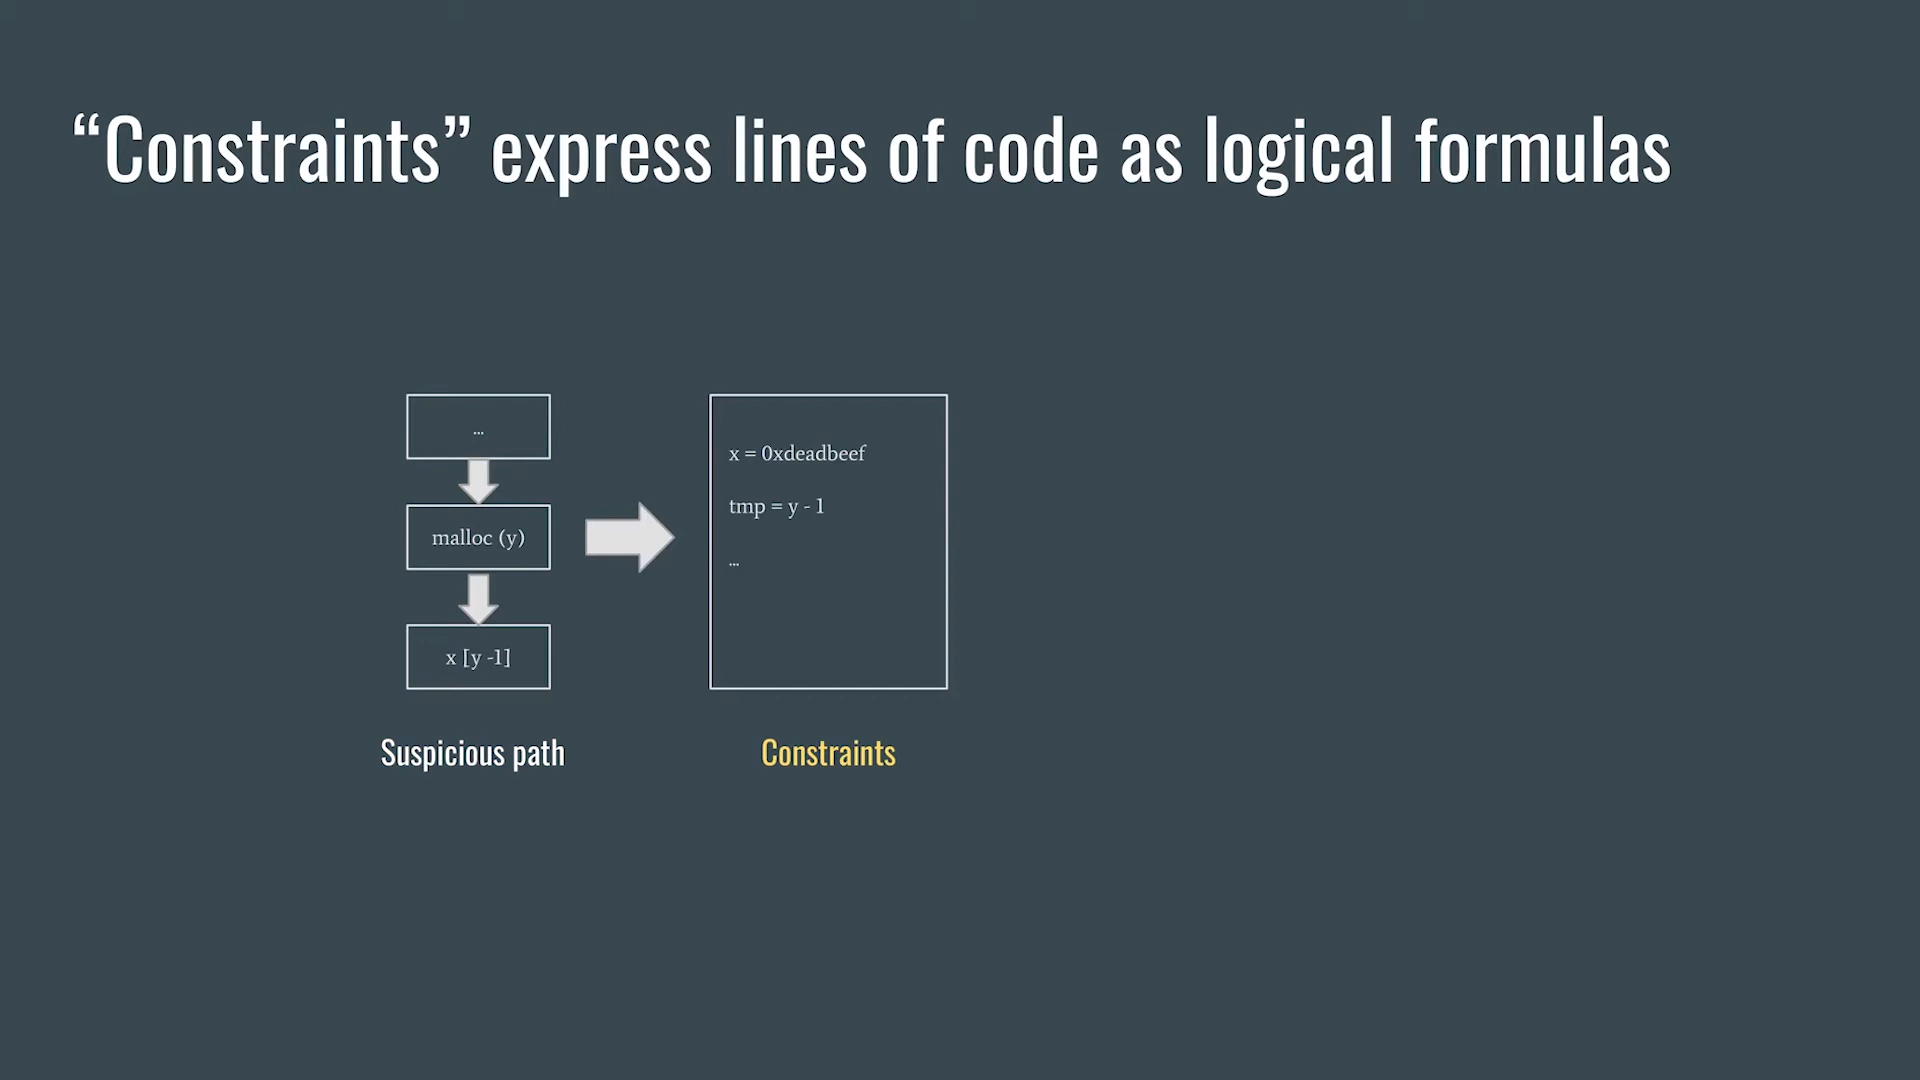 “Constraints” express lines of code as logical formulas
...
malloc (y)
x [y -1]
Suspicious path
x = 0xdeadbeef
tmp = y - 1
...
Constraints